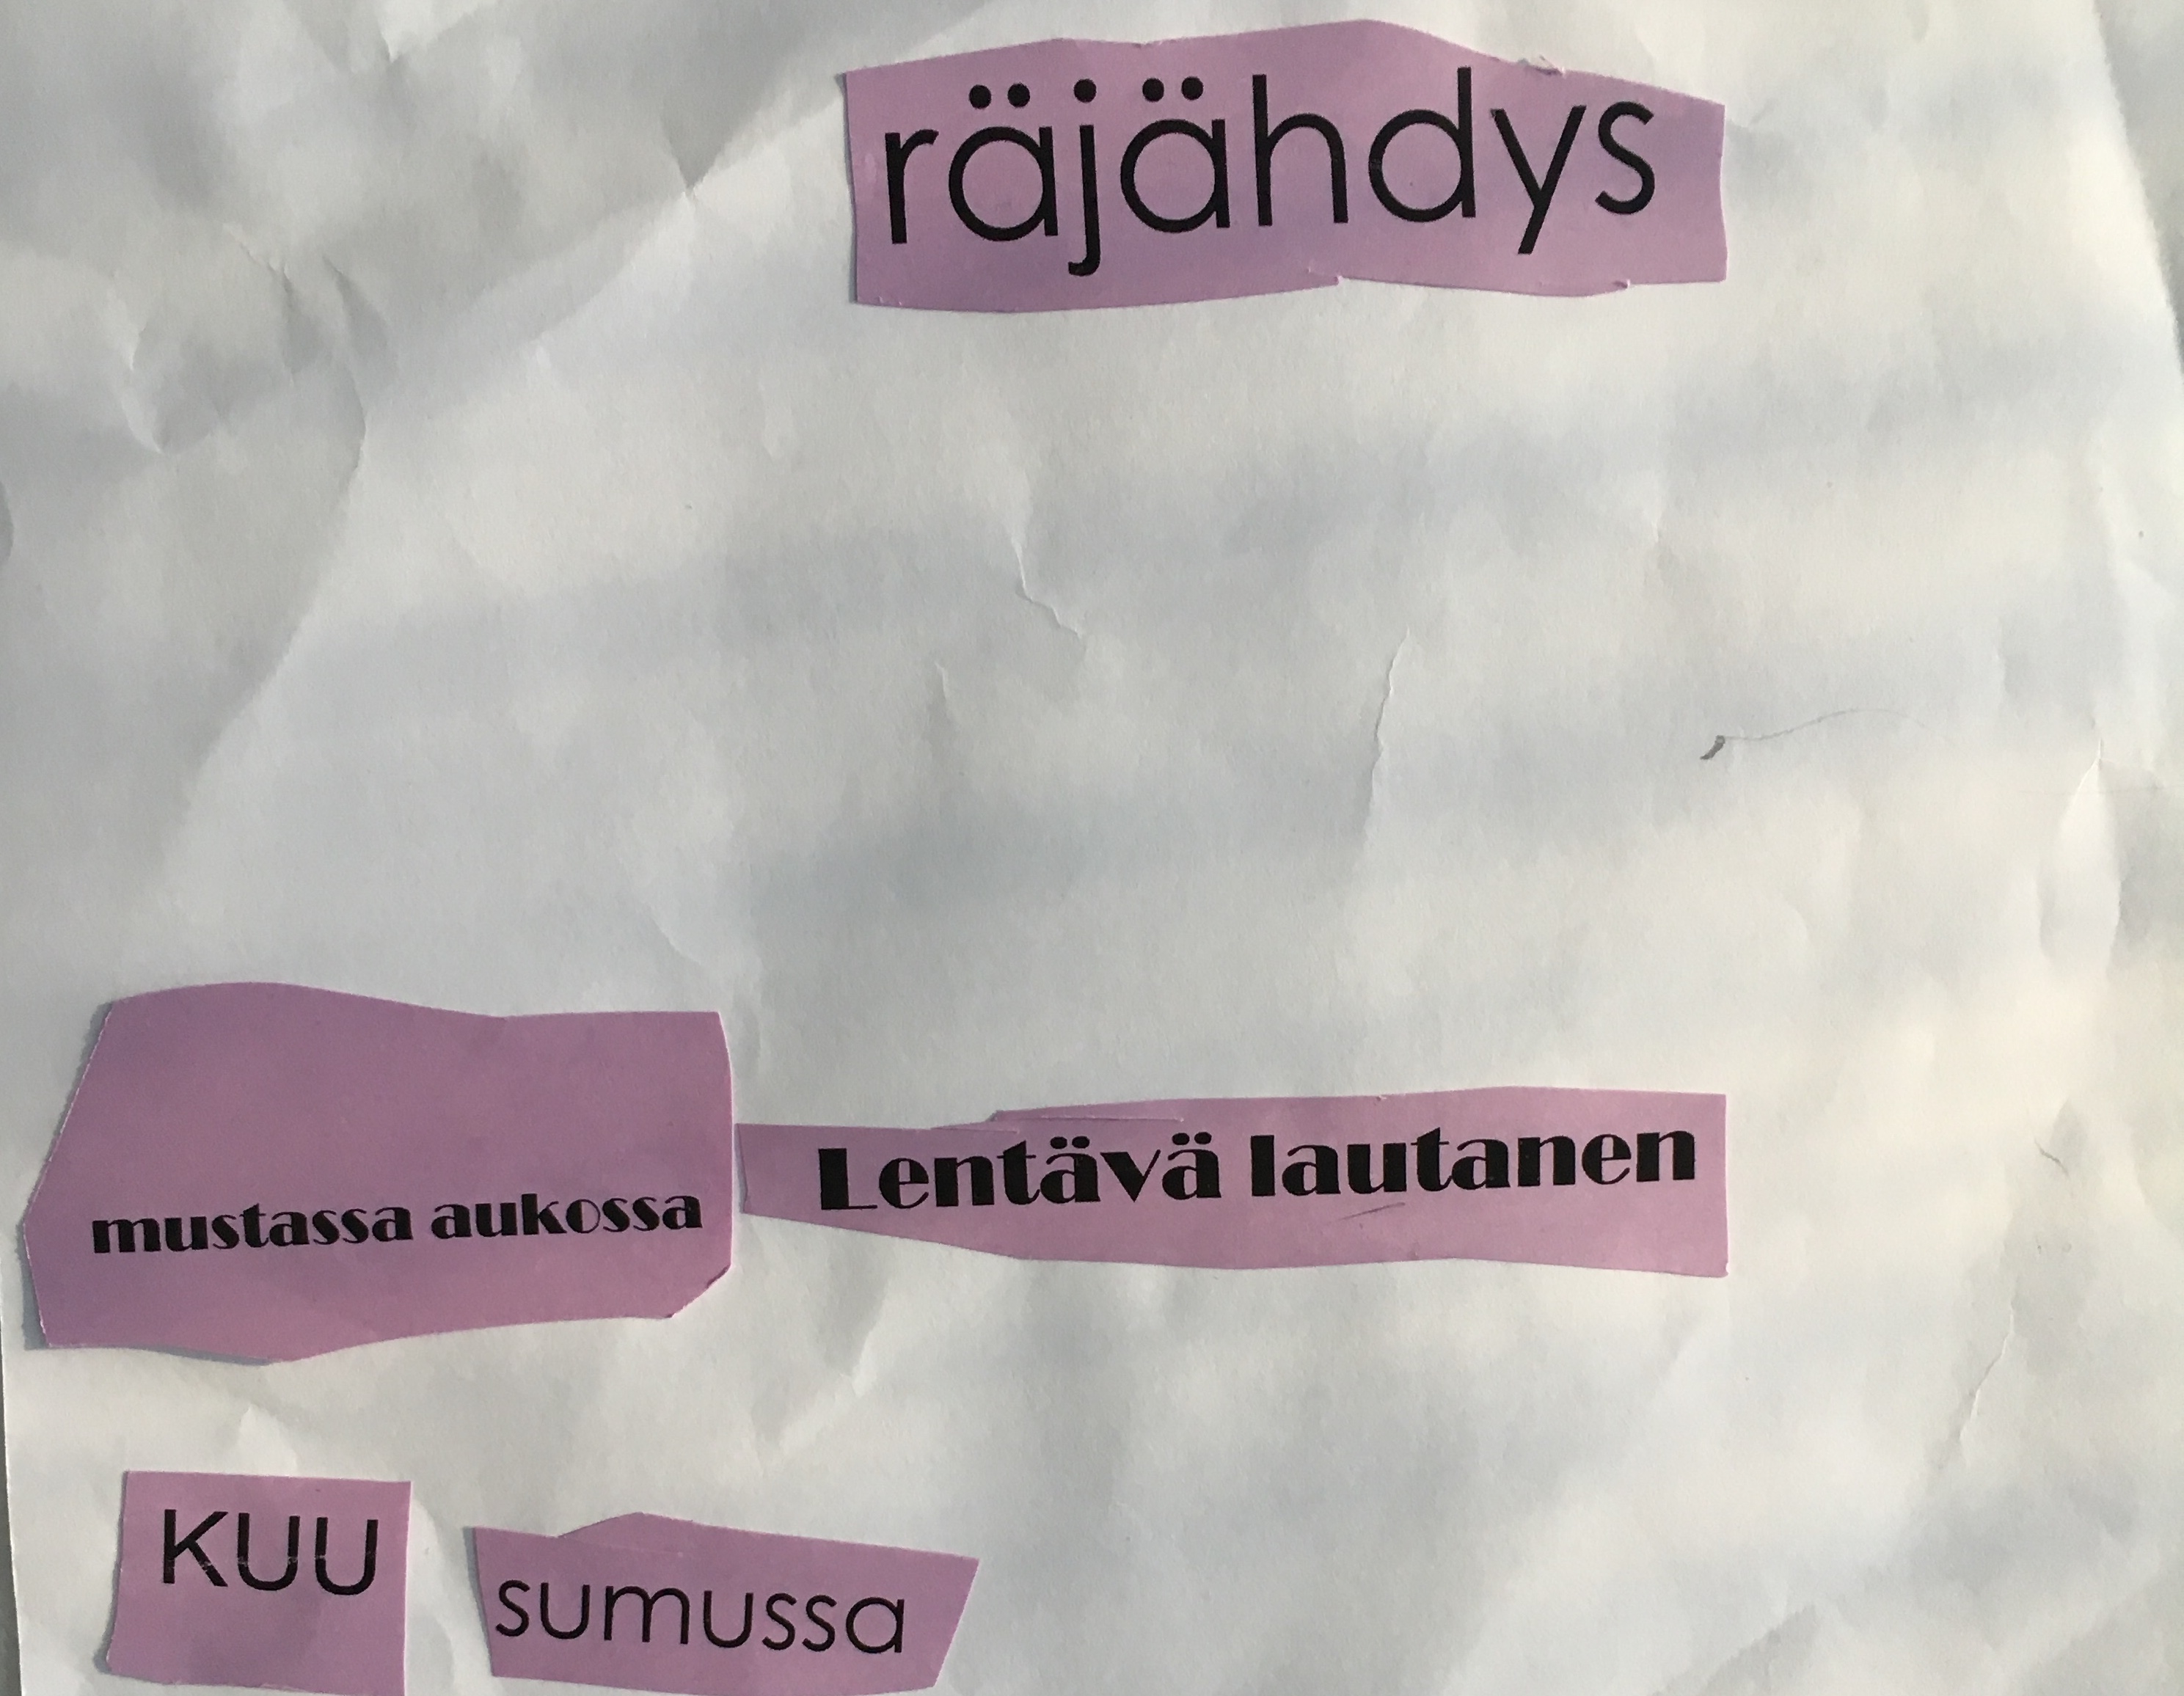 räjähdys
mustassa aukossa Lentävä lautanen
KUU sumussa